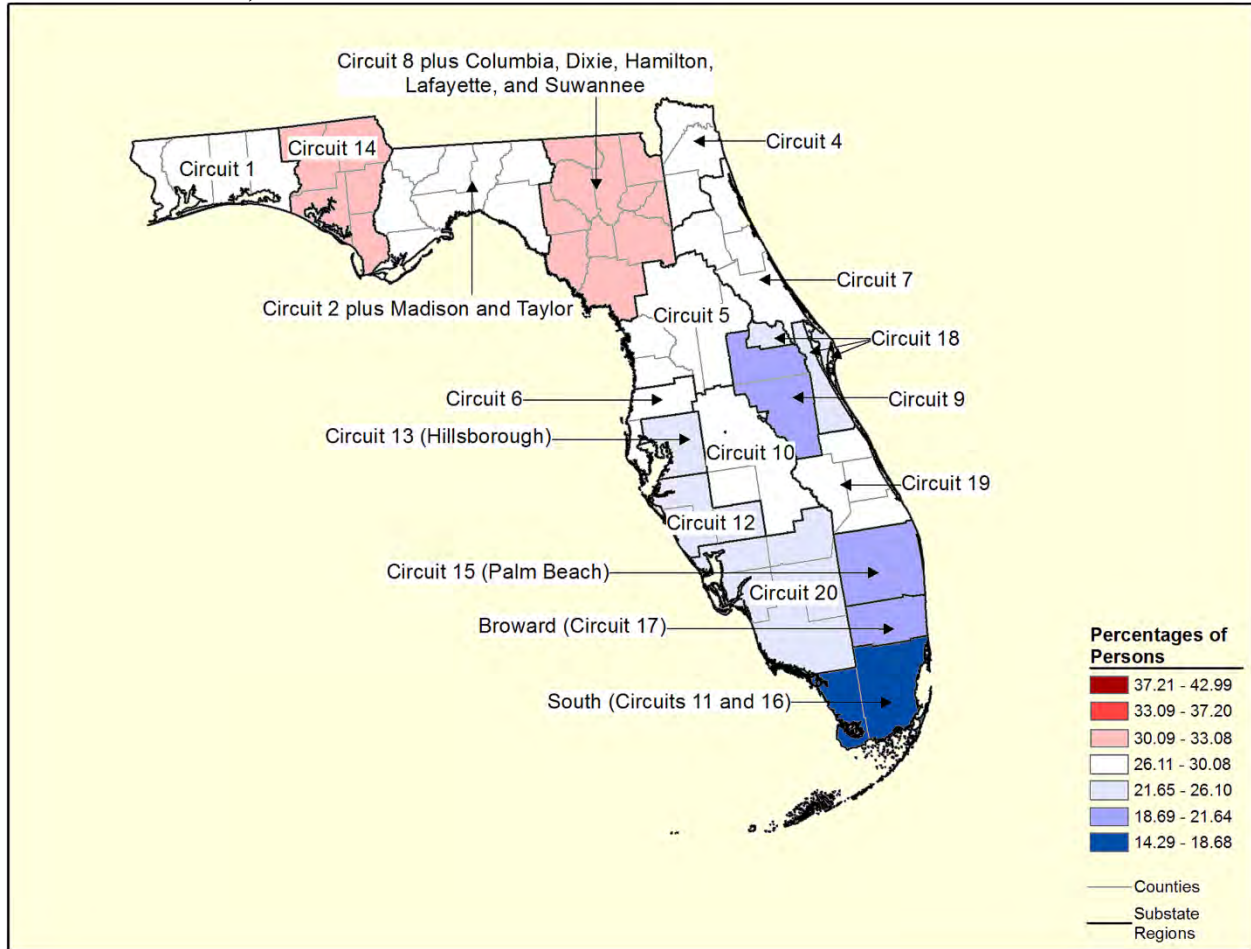 Circuit 8 plus Columbia, Dixie, Hamilton,
Lafayette, and Suwannee
Circuit 4
Circuit 14
Circuit 1
Circuit 7
Circuit 2 plus Madison and Taylor
Circuit 5
Circuit 18
Circuit 6
Circuit 9
Circuit 13 (Hillsborough)
Circuit 10
Circuit 19
Circuit 12
Circuit 15 (Palm Beach)
Circuit 20
Broward (Circuit 17)
South (Circuits 11 and 16)
Percentages of
Persons
37.21 - 42.99
33.09 - 37.20
30.09 - 33.08
26.11 - 30.08
21.65 - 26.10
18.69 - 21.64
14.29 - 18.68
Counties
Substate
Regions